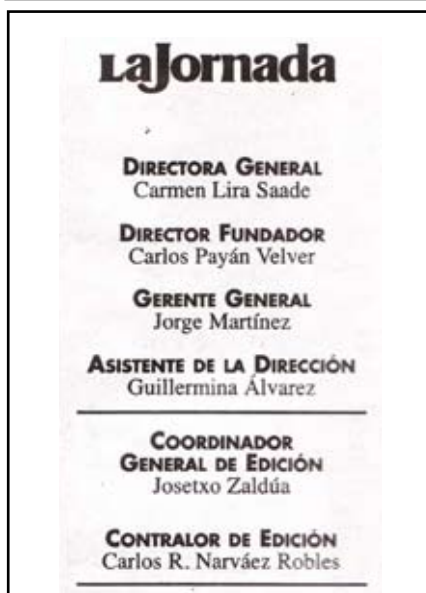 LaJornada
DIRECTORA GENERAL
Carmen Lira Saade
DIRECTOR FUNDADOR
Carlos Payán Velver
GERENTE GENERAL
Jorge Martínez
ASISTENTE DE LA DIRECCIÓN
Guillermina Álvarez
COORDINADOR
GENERAL DE EDICIÓN
Josetxo Zaldúa
CONTRALOR DE EDICIÓN
Carlos R. Narváez Robles